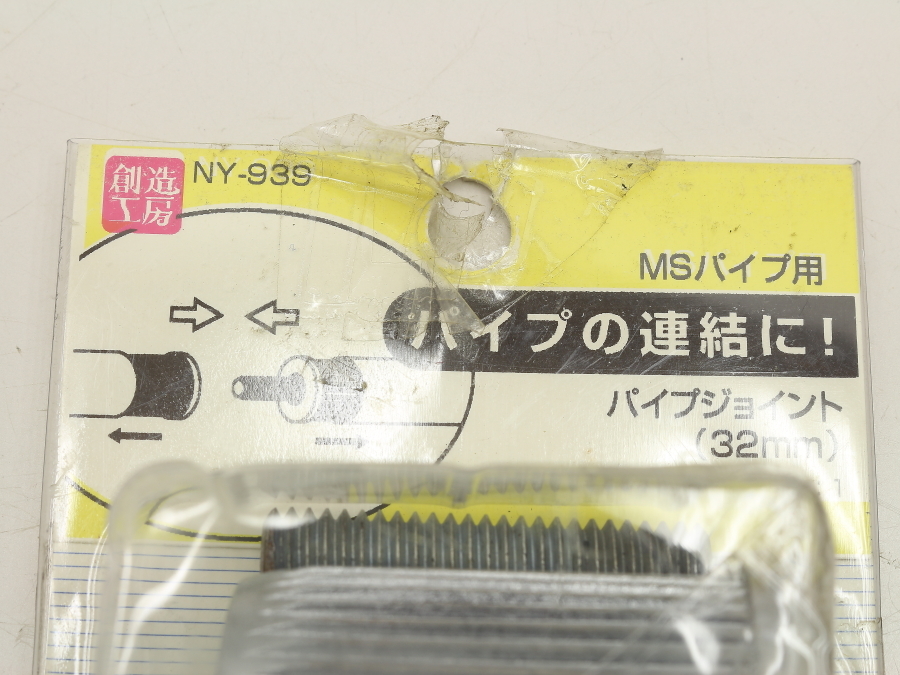 創造
工房
NY-939
MSパイプ用
パイプの連結に!
パイプジョイント
(32mm)